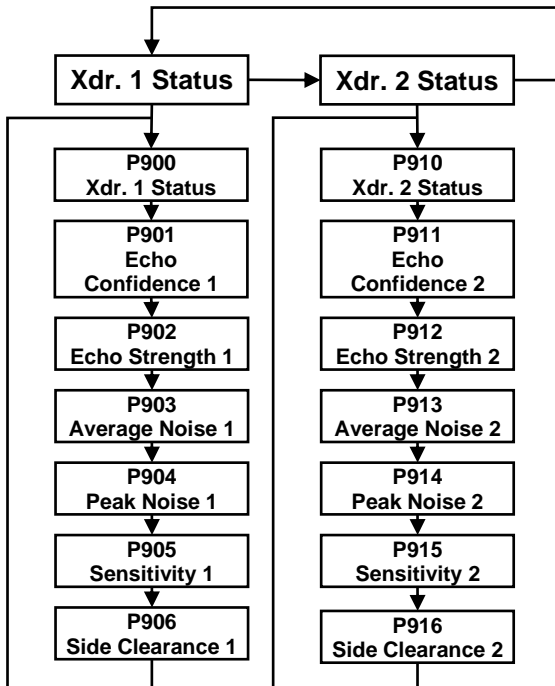 Xdr. 1 Status
Xdr. 2 Status
P900
Xdr. 1 Status
P901
Echo
Confidence 1
P902
Echo Strength 1
P903
Average Noise 1
P904
Peak Noise 1
P905
Sensitivity 1
P906
Side Clearance 1
P910
Xdr. 2 Status
P911
Echo
Confidence 2
P912
Echo Strength 2
P913
Average Noise 2
P914
Peak Noise 2
P915
Sensitivity 2
P916
Side Clearance 2